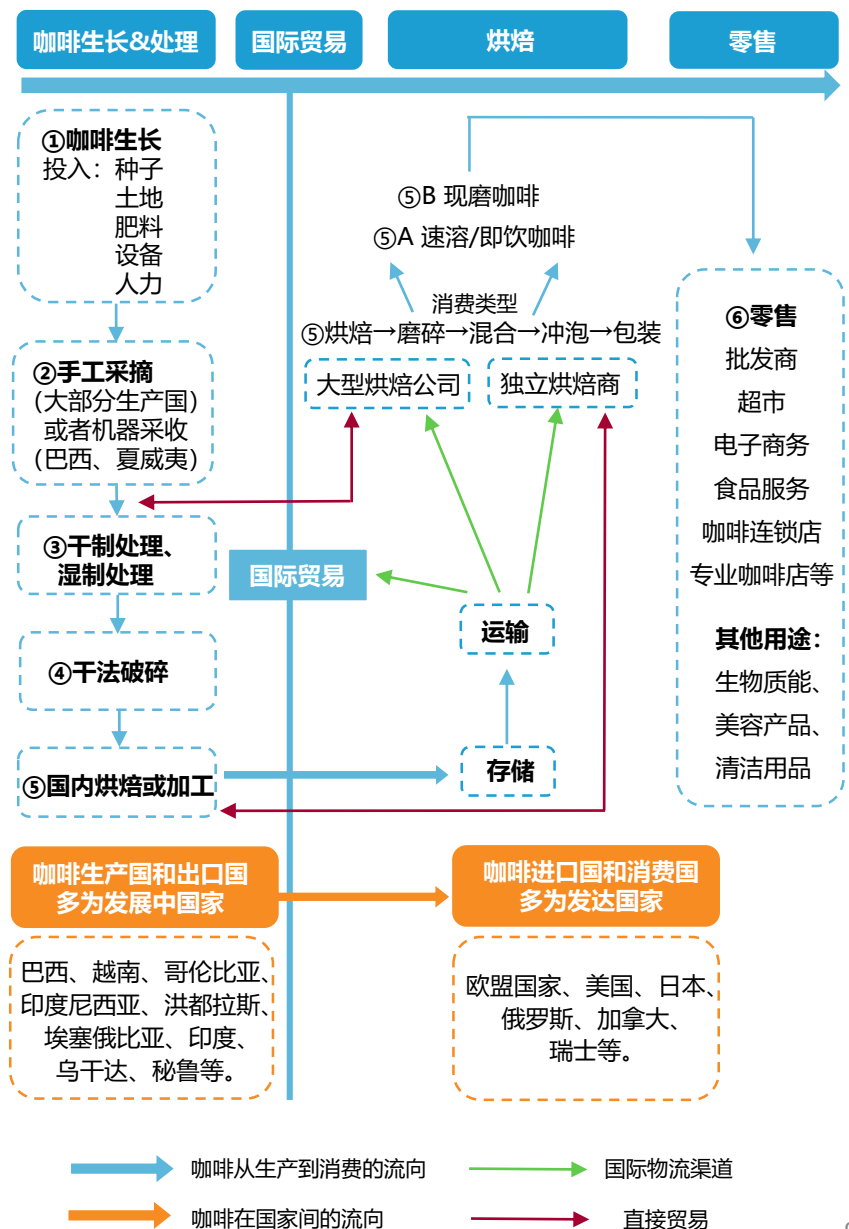 咖啡生长&处理
国际贸易
烘焙
零售
①咖啡生长
投入：种子
土地
肥料
设备
人力
②手工采摘
(大部分生产国)
或者机器采收
(巴西、夏威夷)
③干制处理、
湿制处理
④干法破碎
⑤国内烘焙或加工
国际贸易
⑤B 现磨咖啡
⑤A 速溶/即饮咖啡
消费类型
⑤烘焙→磨碎→混合→冲泡→包装
大型烘焙公司
独立烘焙商
运输
存储
⑥零售
批发商
超市
电子商务
食品服务
咖啡连锁店
专业咖啡店等
其他用途：
生物质能、
美容产品、
清洁用品
咖啡生产国和出口国
多为发展中国家
咖啡进口国和消费国
多为发达国家
巴西、越南、哥伦比亚、
印度尼西亚、洪都拉斯、
埃塞俄比亚、印度、
乌干达、秘鲁等。
欧盟国家、美国、日本、
俄罗斯、加拿大、
瑞士等。
咖啡从生产到消费的流向
国际物流渠道
咖啡在国家间的流向
直接贸易